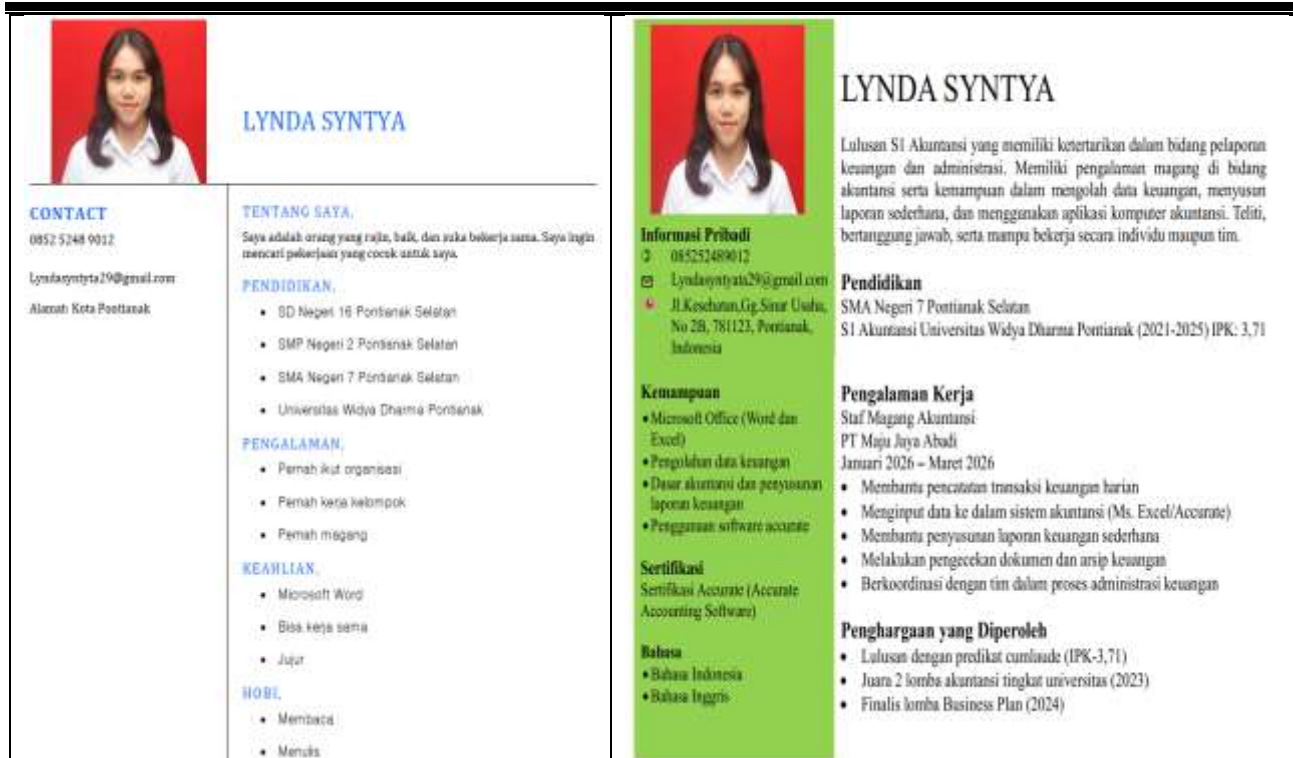 LYNDA SYNTYA
CONTACT
0852 5248 9012
Lyndasyntyta29@gmail.com
Alamat: Kota Pontianak
TENTANG SAYA,
Saya adalah orang yang rajin, baik, dan suka bekerja sama. Saya ingin
mencari pekerjaan yang cocok untuk saya.
PENDIDIKAN,
• SD Negeri 16 Pontianak Selatan
• SMP Negeri 2 Pontianak Selatan
• SMA Negeri 7 Pontianak Selatan
• Universitas Widya Dharma Pontianak
PENGALAMAN,
• Pernah ikut organisasi
• Pernah kerja kelompok
• Pernah magang
KEAHLIAN,
• Microsoft Word
• Bisa kerja sama
• Jujur
HOBI,
• Membaca
• Menulis
Informasi Pribadi
085252489012
Lyndasyntyata29@gmail.com
Jl.Kesehatan,Gg.Sinar Usaha,
No 2B, 781123, Pontianak,
Indonesia
Kemampuan
• Microsoft Office (Word dan
Excel)
• Pengolahan data keuangan
• Dasar akuntansi dan penyusunan
laporan keuangan
• Penggunaan software accurate
Sertifikasi
Sertifikasi Accurate (Accurate
Accounting Software)
Bahasa
• Bahasa Indonesia
• Bahasa Inggris
LYNDA SYNTYA
Lulusan S1 Akuntansi yang memiliki ketertarikan dalam bidang pelaporan
keuangan dan administrasi. Memiliki pengalaman magang di bidang
akuntansi serta kemampuan dalam mengolah data keuangan, menyusun
laporan sederhana, dan menggunakan aplikasi komputer akuntansi. Teliti,
bertanggung jawab, serta mampu bekerja secara individu maupun tim.
Pendidikan
SMA Negeri 7 Pontianak Selatan
S1 Akuntansi Universitas Widya Dharma Pontianak (2021-2025) IPK: 3,71
Pengalaman Kerja
Staf Magang Akuntansi
PT Maju Jaya Abadi
Januari 2026 – Maret 2026
• Membantu pencatatan transaksi keuangan harian
• Menginput data ke dalam sistem akuntansi (Ms. Excel/Accurate)
• Membantu penyusunan laporan keuangan sederhana
• Melakukan pengecekan dokumen dan arsip keuangan
• Berkoordinasi dengan tim dalam proses administrasi keuangan
Penghargaan yang Diperoleh
• Lulusan dengan predikat cumlaude (IPK-3,71)
• Juara 2 lomba akuntansi tingkat universitas (2023)
• Finalis lomba Business Plan (2024)